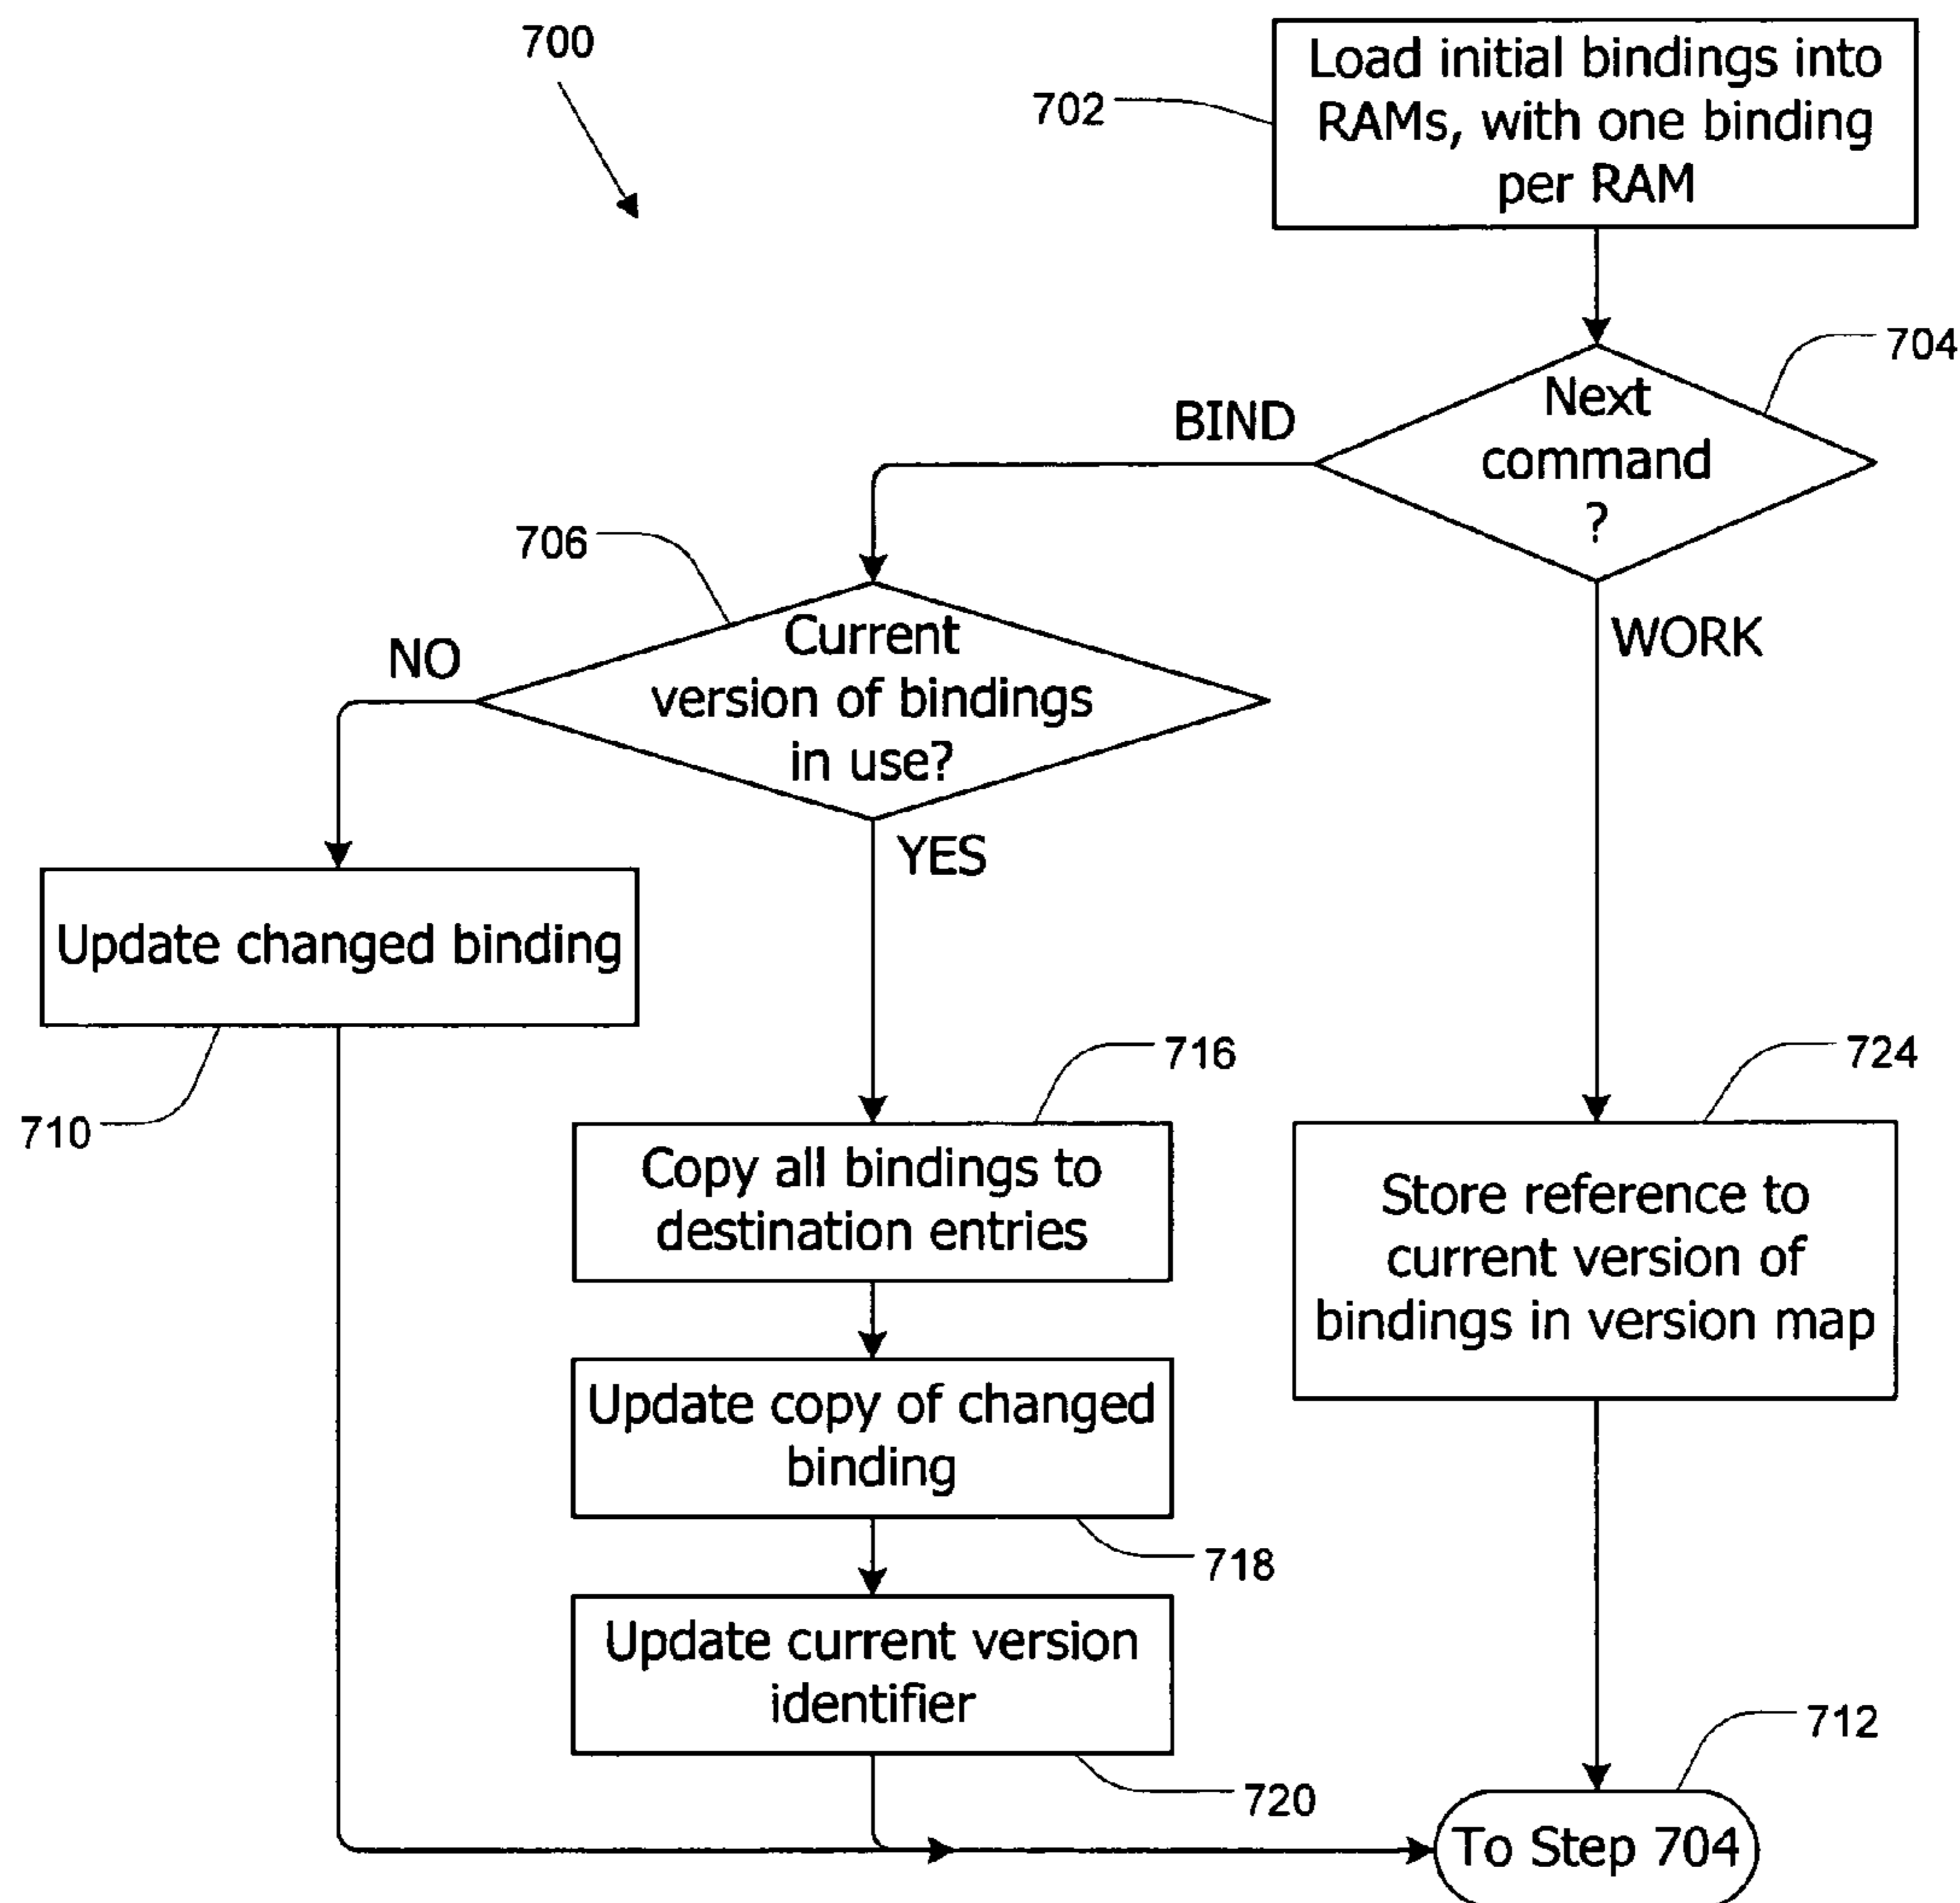 700
Load initial bindings into
RAMs, with one binding
per RAM
702
704
Next
command
?
BIND
WORK
706
Current
version of bindings
in use?
NO
YES
Update changed binding
710
716
Copy all bindings to
destination entries
724
Store reference to
current version of
bindings in version map
Update copy of changed
binding
718
Update current version
identifier
720
712
To Step 704